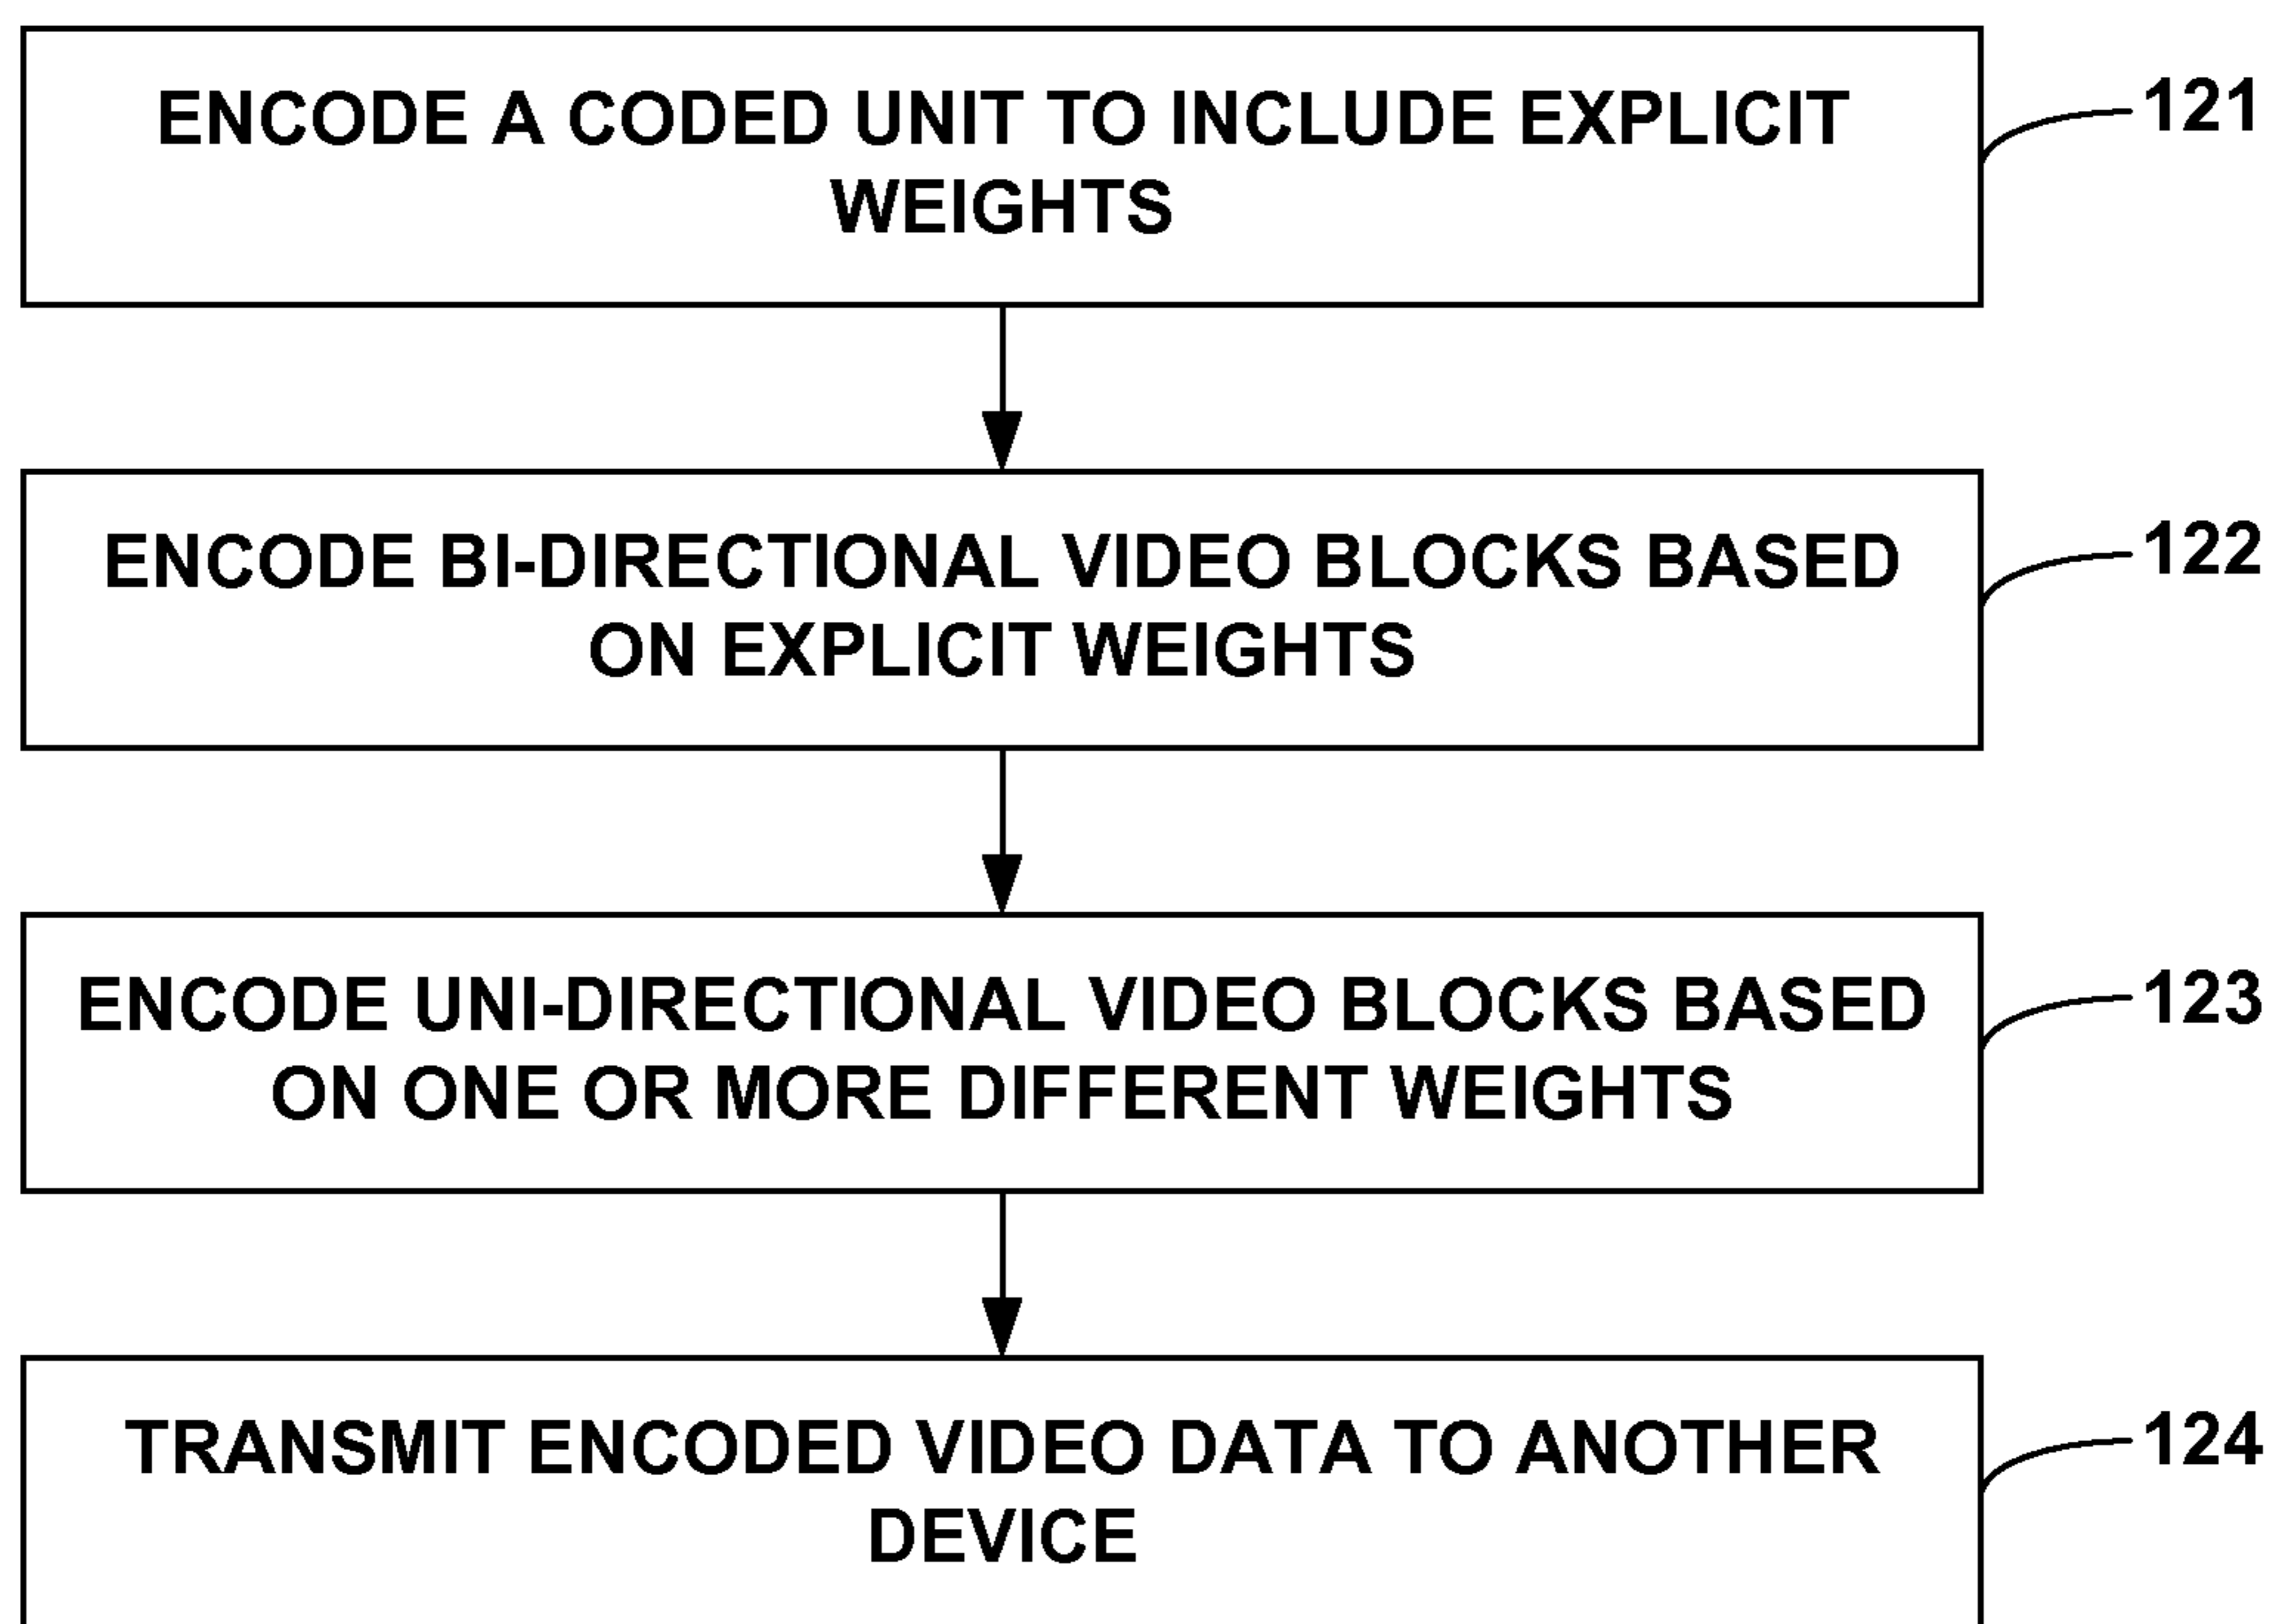 ENCODE A CODED UNIT TO INCLUDE EXPLICIT
WEIGHTS
121
ENCODE BI-DIRECTIONAL VIDEO BLOCKS BASED
ON EXPLICIT WEIGHTS
122
ENCODE UNI-DIRECTIONAL VIDEO BLOCKS BASED
ON ONE OR MORE DIFFERENT WEIGHTS
123
TRANSMIT ENCODED VIDEO DATA TO ANOTHER
DEVICE
124